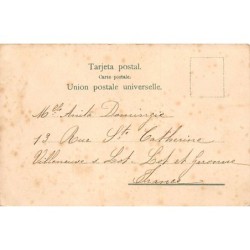 Tarjeta postal.
Carte postale.
Union postale universelle.
Mlle Anita Domingie
13 Rue Ste Catherine
Villeneuve s Lot - Lot et Garonne
France